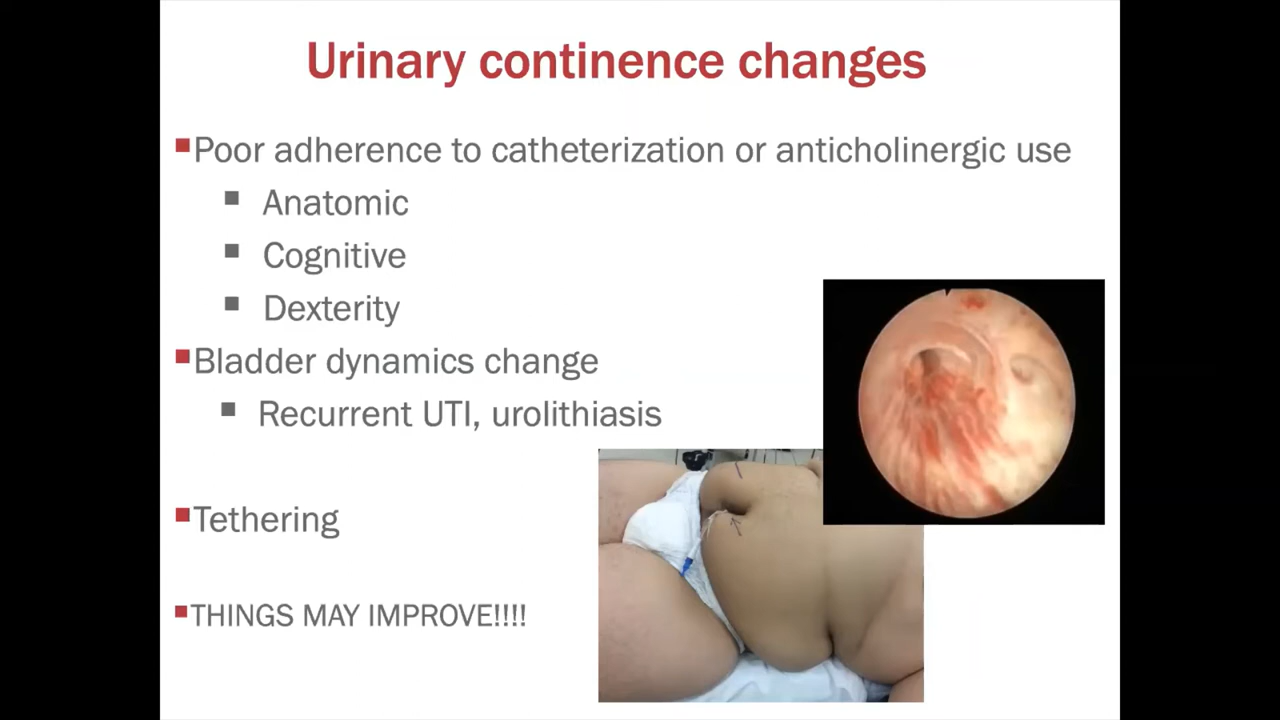 Urinary continence changes
Poor adherence to catheterization or anticholinergic use
Anatomic
Cognitive
Dexterity
Bladder dynamics change
Recurrent UTI, urolithiasis
Tethering
THINGS MAY IMPROVE!!!!